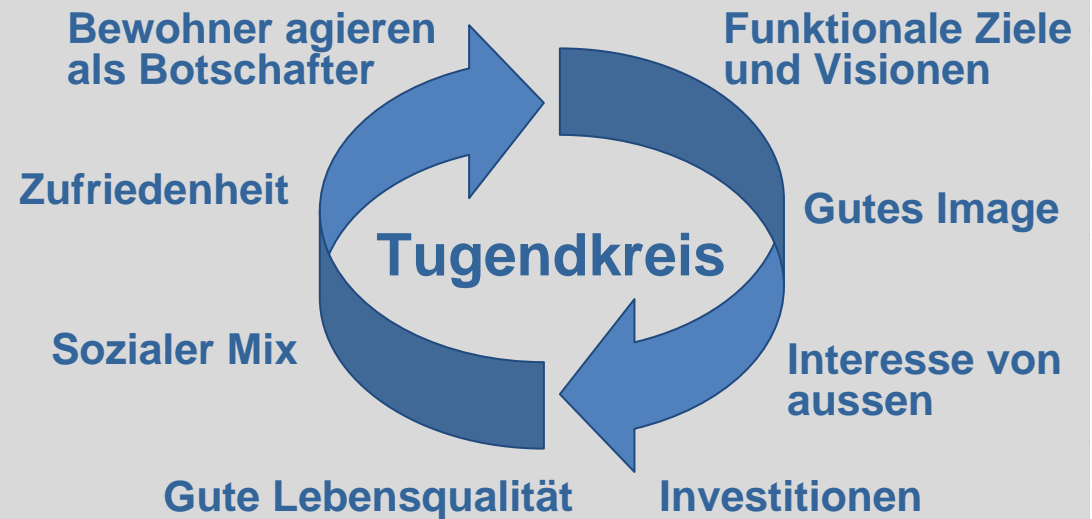 Bewohner agieren
als Botschafter
Funktionale Ziele
und Visionen
Zufriedenheit
Gutes Image
Tugendkreis
Sozialer Mix
Interesse von
aussen
Gute Lebensqualität
Investitionen